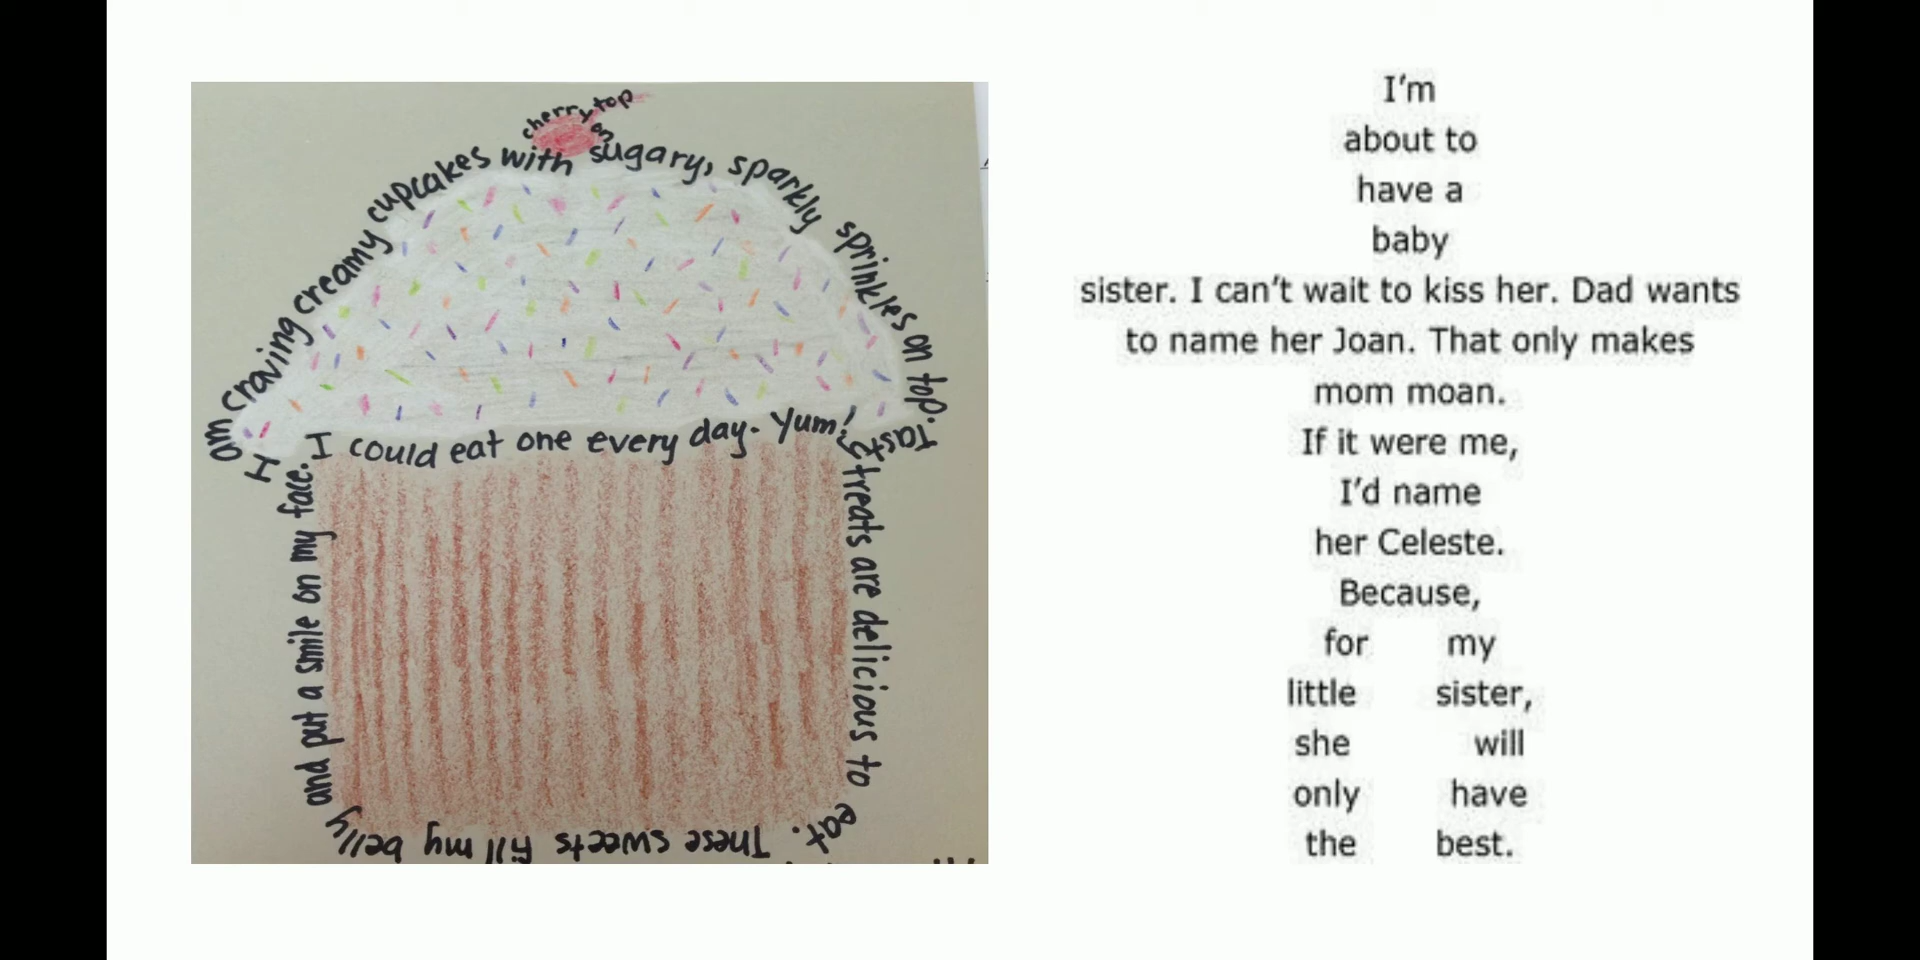 cherry on top
I am craving creamy cupcakes with sugary, sparkly sprinkles on top.
Tasty treats are delicious to eat.
These sweets fill my belly
and put a smile on my face.
I could eat one every day. Yum!
I'm
about to
have a
baby
sister. I can't wait to kiss her. Dad wants
to name her Joan. That only makes
mom moan.
If it were me,
I'd name
her Celeste.
Because,
for my
little sister,
she will
only have
the best.